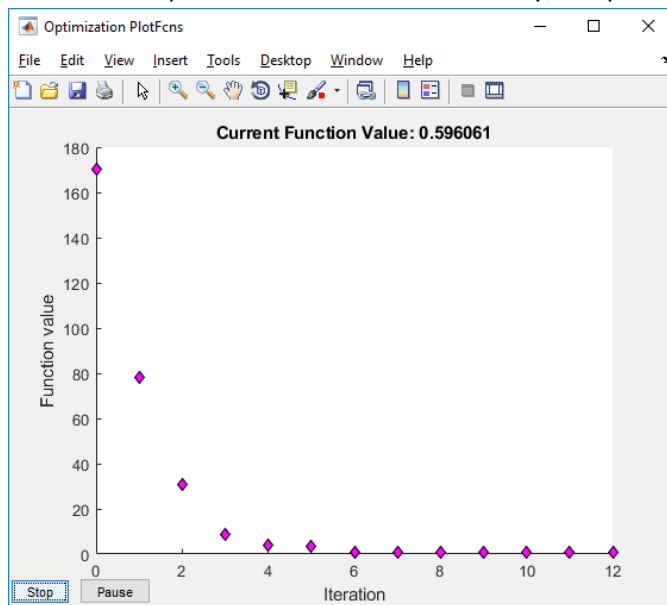 Optimization PlotFcns
File Edit View Insert Tools Desktop Window Help
Current Function Value: 0.596061
180
160
140
120
100
80
60
40
20
0
Function value
0 2 4 6 8 10 12
Iteration
Stop Pause